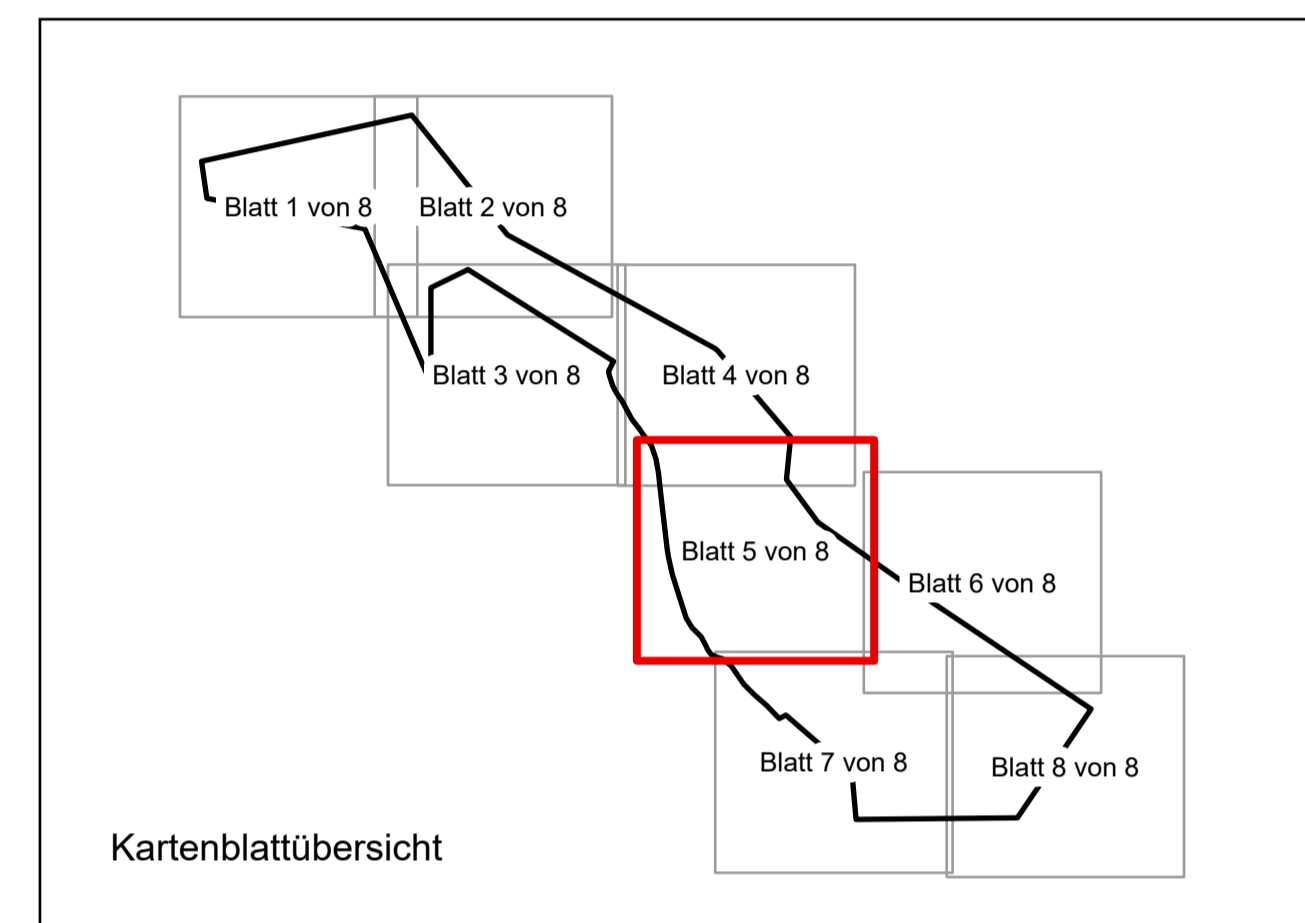 Blatt 1 von 8
Blatt 2 von 8
Blatt 3 von 8
Blatt 4 von 8
Blatt 5 von 8
Blatt 6 von 8
Blatt 7 von 8
Blatt 8 von 8
Kartenblattübersicht